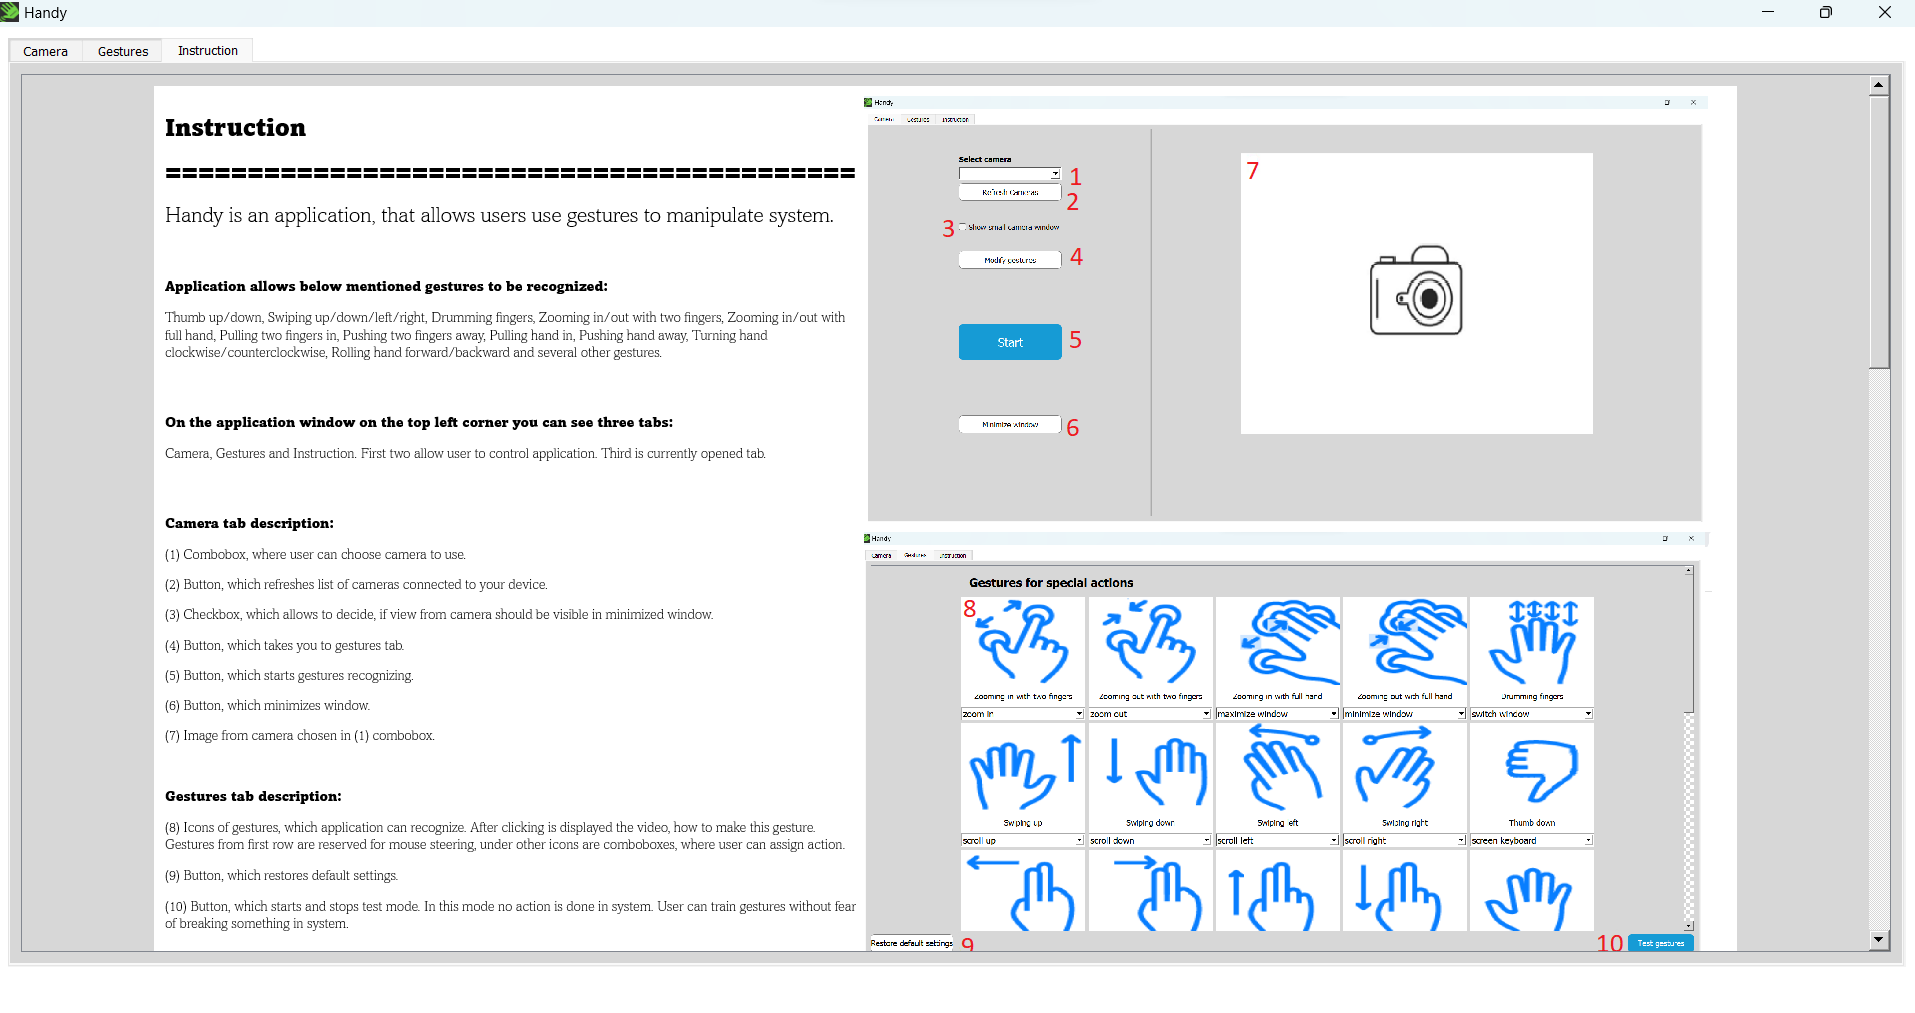 Handy
Camera
Gestures
Instruction
Instruction
==========================================
Handy is an application, that allows users use gestures to manipulate system.
Application allows below mentioned gestures to be recognized:
Thumb up/down, Swiping up/down/left/right, Drumming fingers, Zooming in/out with two fingers, Zooming in/out with
full hand, Pulling two fingers in, Pushing two fingers away, Pulling hand in, Pushing hand away, Turning hand
clockwise/counterclockwise, Rolling hand forward/backward and several other gestures.
On the application window on the top left corner you can see three tabs:
Camera, Gestures and Instruction. First two allow user to control application. Third is currently opened tab.
Camera tab description:
(1) Combobox, where user can choose camera to use.
(2) Button, which refreshes list of cameras connected to your device.
(3) Checkbox, which allows to decide, if view from camera should be visible in minimized window.
(4) Button, which takes you to gestures tab.
(5) Button, which starts gestures recognizing.
(6) Button, which minimizes window.
(7) Image from camera chosen in (1) combobox.
Gestures tab description:
(8) Icons of gestures, which application can recognize. After clicking is displayed the video, how to make this gesture.
Gestures from first row are reserved for mouse steering, under other icons are comboboxes, where user can assign action.
(9) Button, which restores default settings.
(10) Button, which starts and stops test mode. In this mode no action is done in system. User can train gestures without fear
of breaking something in system.
Handy
Camera
Gestures
Instruction
Select camera
1
Refresh Cameras
2
3
Show small camera window
Modify gestures
4
Start
5
Minimize window
6
7
Handy
Camera
Gestures
Instruction
Gestures for special actions
8
Zooming in with two fingers
Zooming out with two fingers
Zooming in with full hand
Zooming out with full hand
Drumming fingers
zoom in
zoom out
maximize window
minimize window
switch window
Swiping up
Swiping down
Swiping left
Swiping right
Thumb down
scroll up
scroll down
scroll left
scroll right
screen keyboard
Restore default settings
9
10
Test gestures